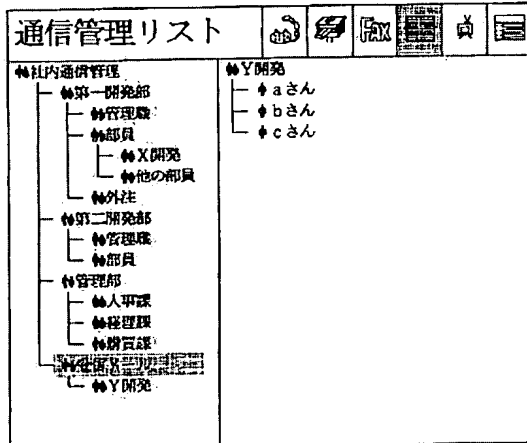 通信管理リスト
FAX
社内通信管理
第一開発部
管理職
部員
X開発
他の部員
外注
第二開発部
管理職
部員
管理部
人事課
経理課
購買課
Y開発
Y開発
aさん
bさん
cさん